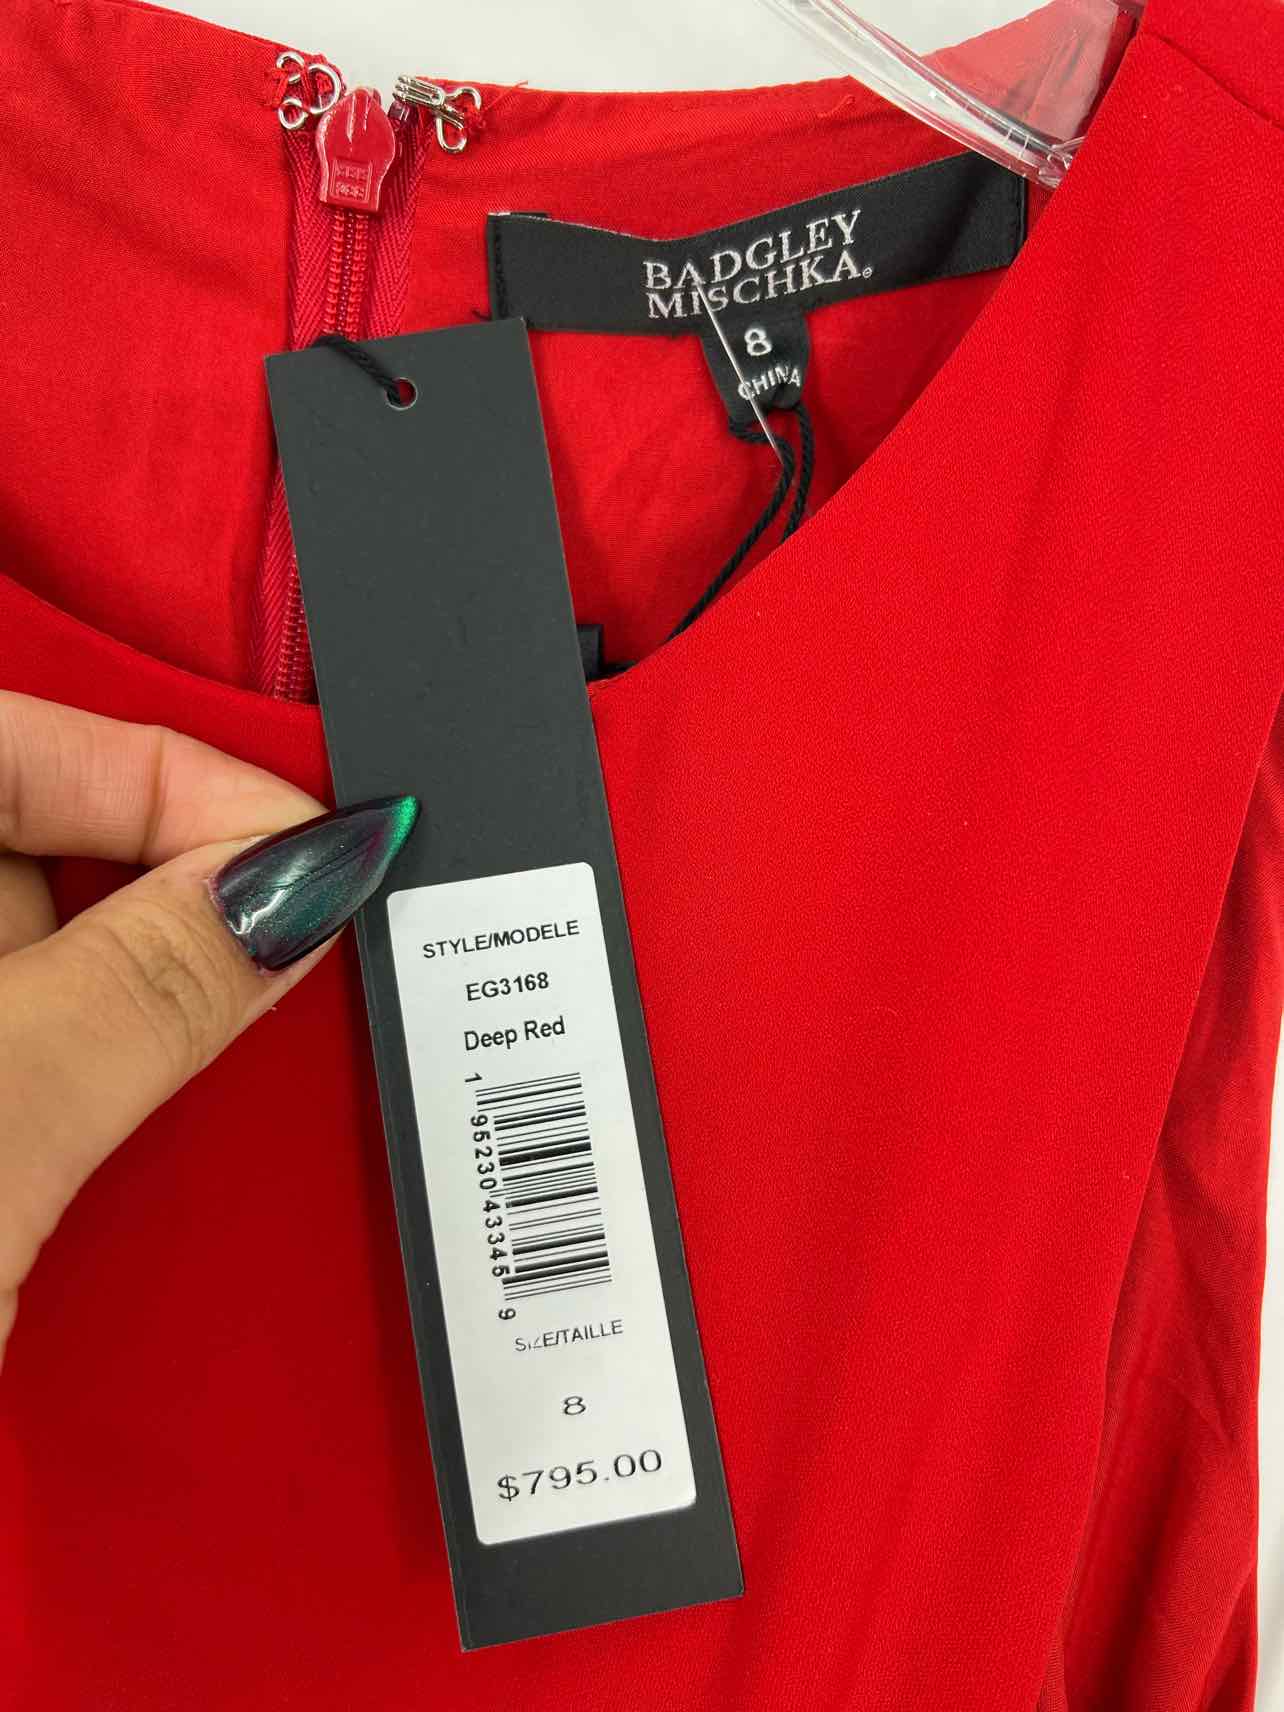 BADGLEY
MISCHKA
8
CHINA
STYLE/MODELE
EG3168
Deep Red
1 95230 43345 9
SIZE/TAILLE
8
$795.00